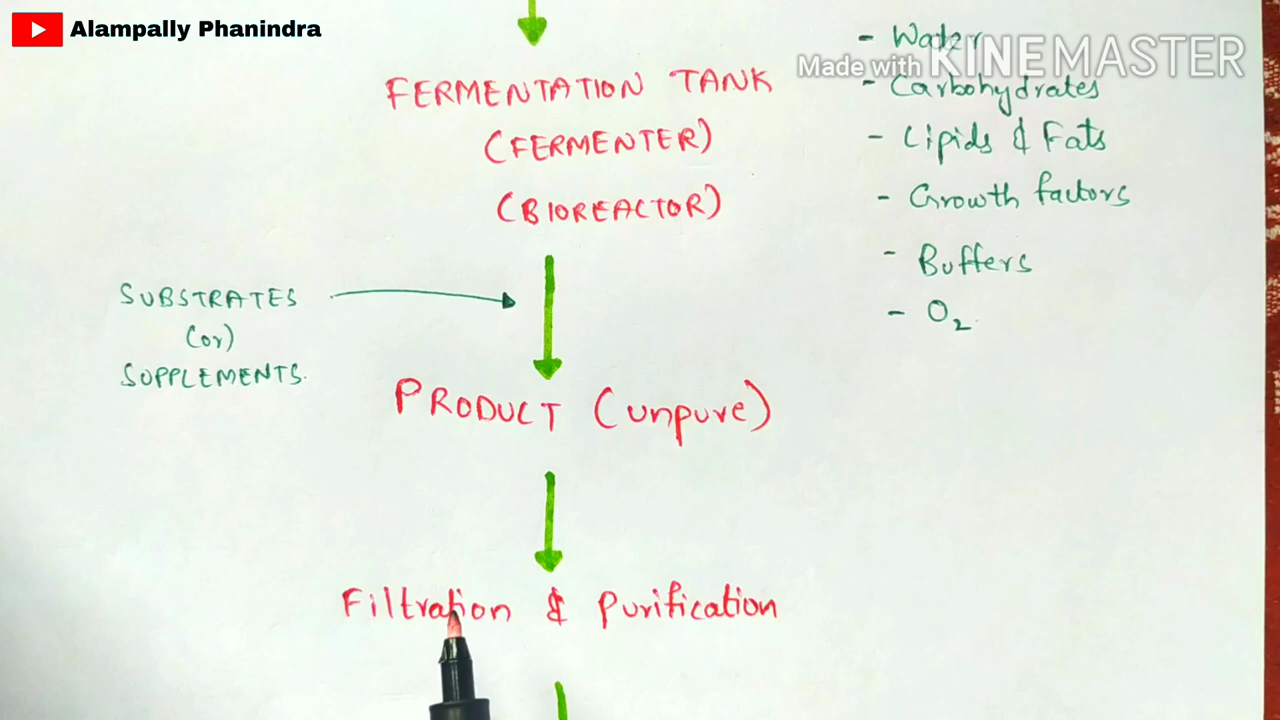 Alampally Phanindra
Made with KINEMASTER
FERMENTATION TANK
(FERMENTER)
(BIOREACTOR)
- Water
- Carbohydrates
- Lipids & Fats
- Growth factors
- Buffers
- O2
SUBSTRATES
(or)
SUPPLEMENTS.
PRODUCT (unpure)
Filtration & Purification